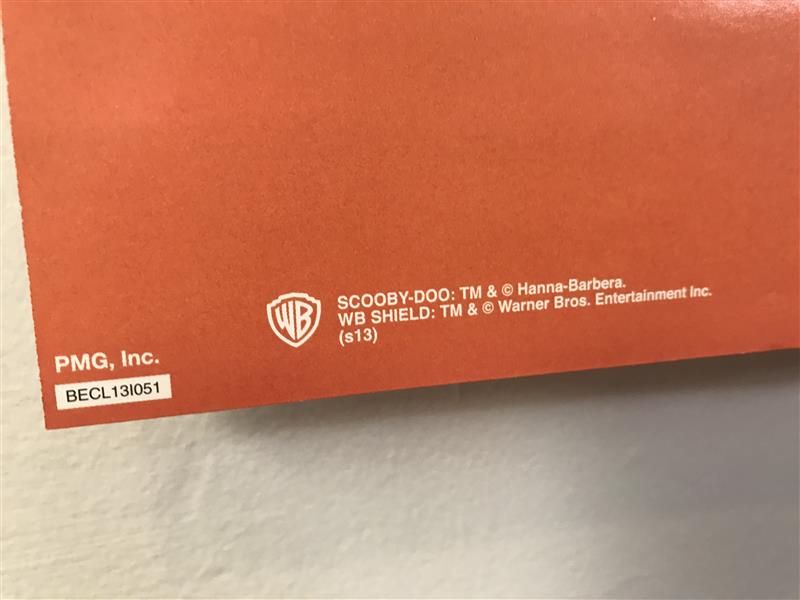 WB
SCOOBY-DOO: TM & © Hanna-Barbera.
WB SHIELD: TM & © Warner Bros. Entertainment Inc.
(s13)
PMG, Inc.
BECL13I051